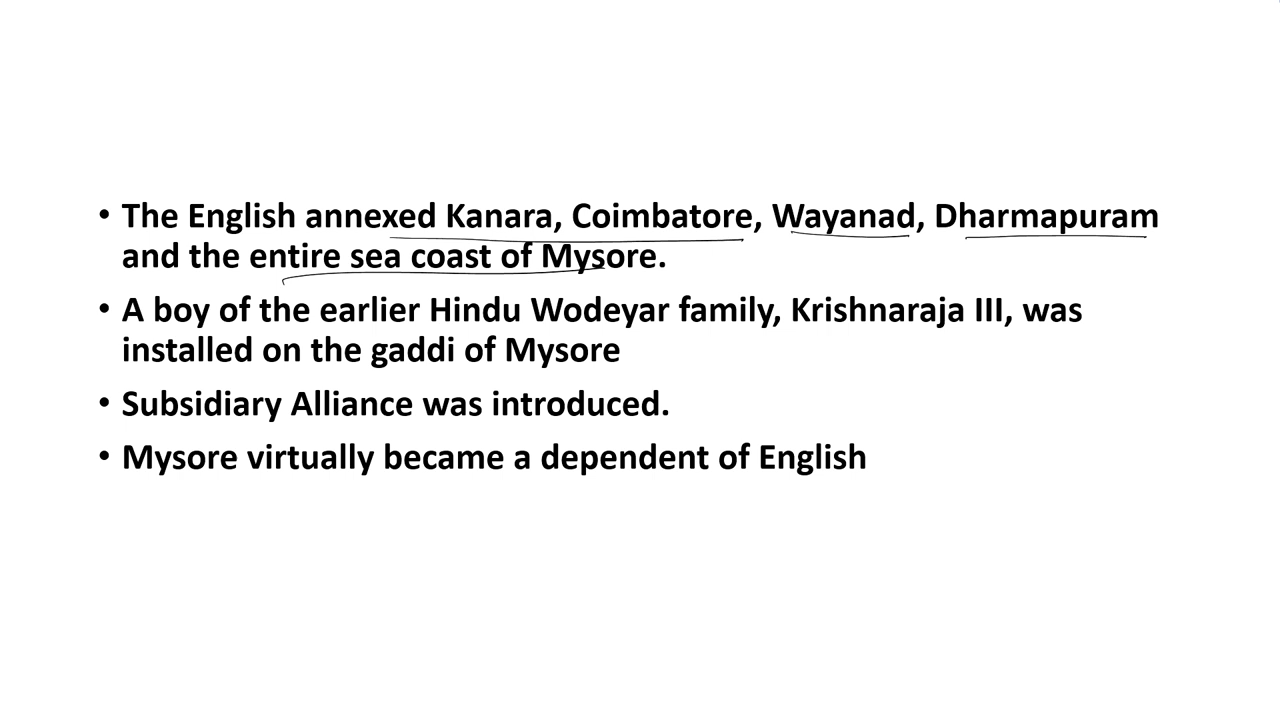 • The English annexed Kanara, Coimbatore, Wayanad, Dharmapuram
and the entire sea coast of Mysore.
• A boy of the earlier Hindu Wodeyar family, Krishnaraja III, was
installed on the gaddi of Mysore
• Subsidiary Alliance was introduced.
• Mysore virtually became a dependent of English